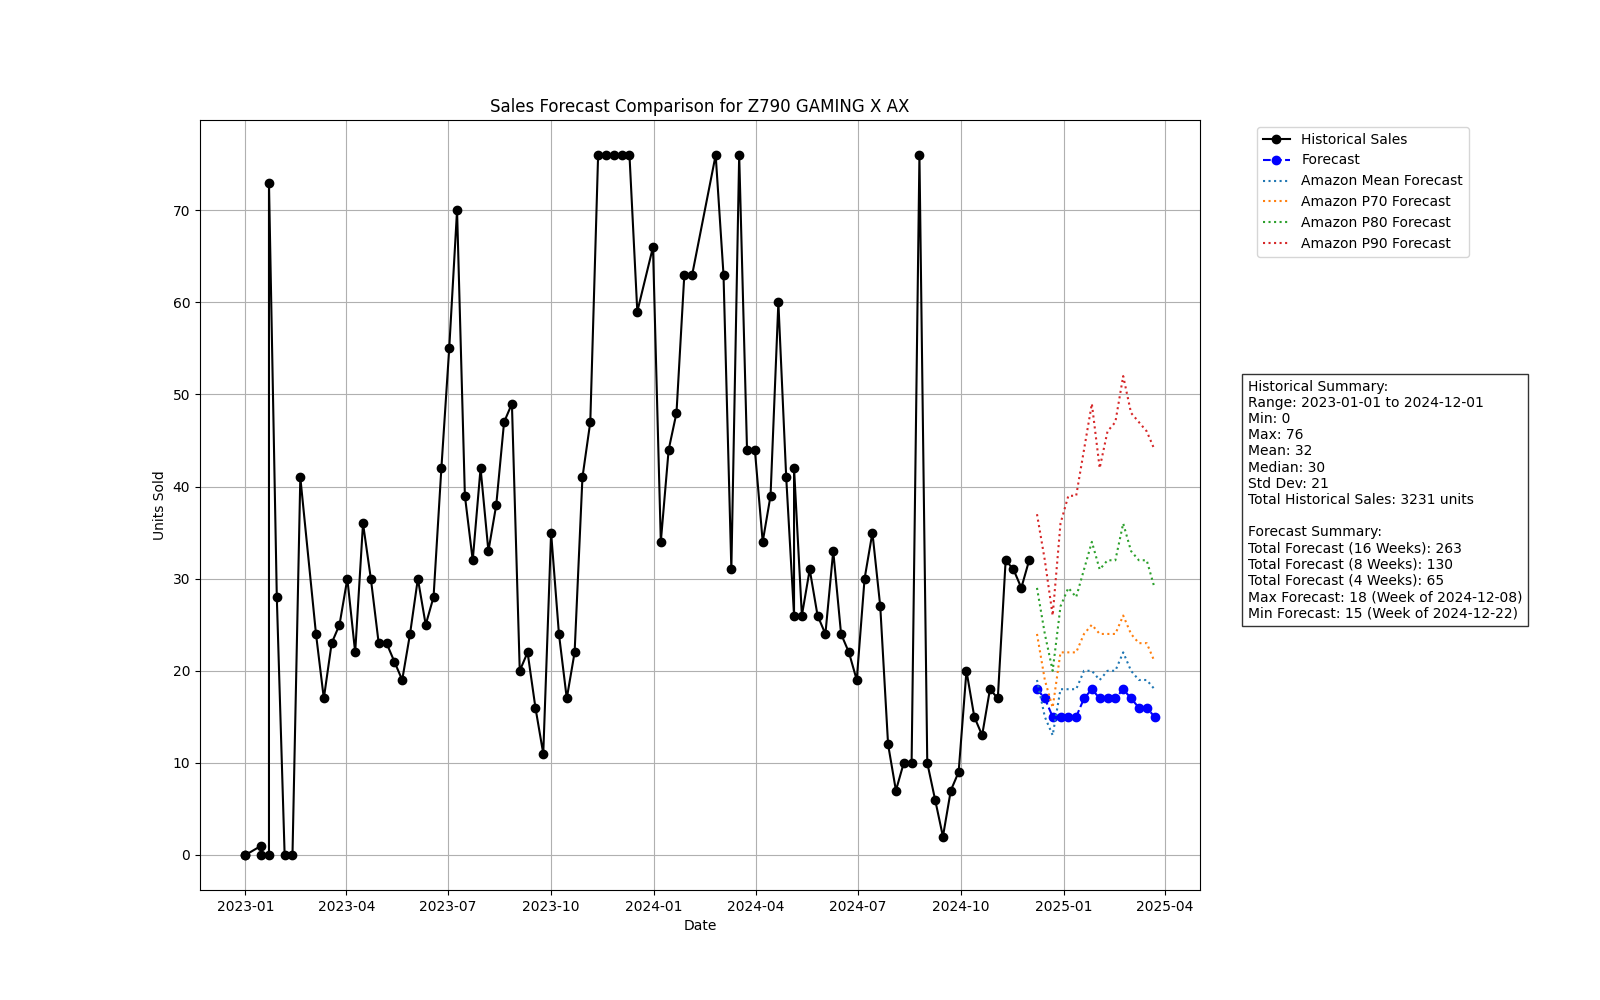 Sales Forecast Comparison for Z790 GAMING X AX
Historical Sales
Forecast
Amazon Mean Forecast
Amazon P70 Forecast
Amazon P80 Forecast
Amazon P90 Forecast
70
60
50
40
30
20
10
0
Units Sold
2023-01
2023-04
2023-07
2023-10
2024-01
2024-04
2024-07
2024-10
2025-01
2025-04
Date
Historical Summary:
Range: 2023-01-01 to 2024-12-01
Min: 0
Max: 76
Mean: 32
Median: 30
Std Dev: 21
Total Historical Sales: 3231 units
Forecast Summary:
Total Forecast (16 Weeks): 263
Total Forecast (8 Weeks): 130
Total Forecast (4 Weeks): 65
Max Forecast: 18 (Week of 2024-12-08)
Min Forecast: 15 (Week of 2024-12-22)